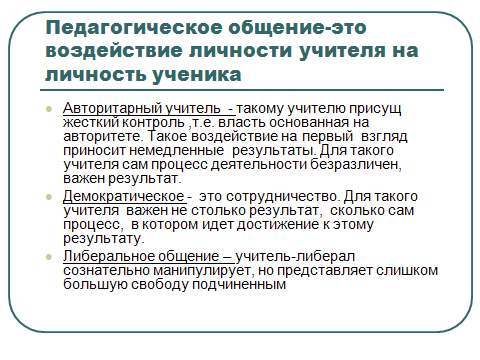 Педагогическое общение-это
воздействие личности учителя на
личность ученика
Авторитарный учитель - такому учителю присущ
жесткий контроль ,т.е. власть основанная на
авторитете. Такое воздействие на первый взгляд
приносит немедленные результаты. Для такого
учителя сам процесс деятельности безразличен,
важен результат.
Демократическое - это сотрудничество. Для такого
учителя важен не столько результат, сколько сам
процесс, в котором идет достижение к этому
результату.
Либеральное общение – учитель-либерал
сознательно манипулирует, но представляет слишком
большую свободу подчиненным